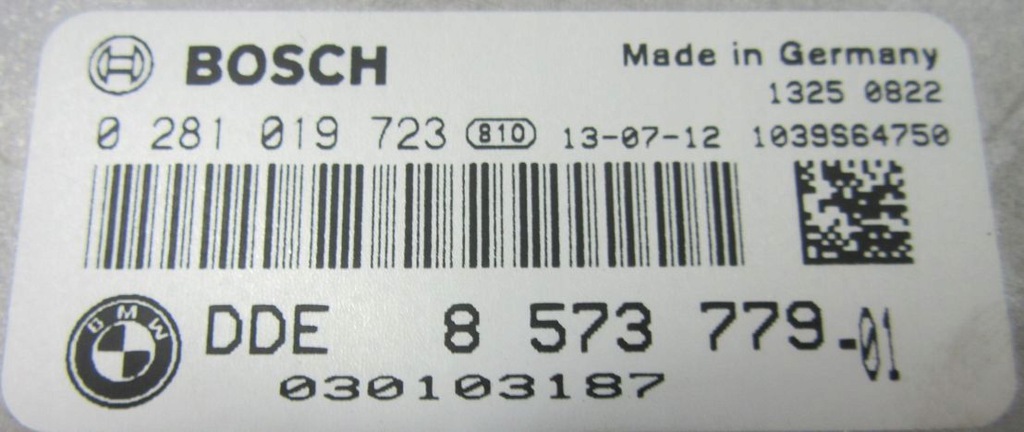 BOSCH Made in Germany
1325 0822
0 281 019 723 810 13-07-12 1039S64750
BMW DDE 8 573 779-01
030103187